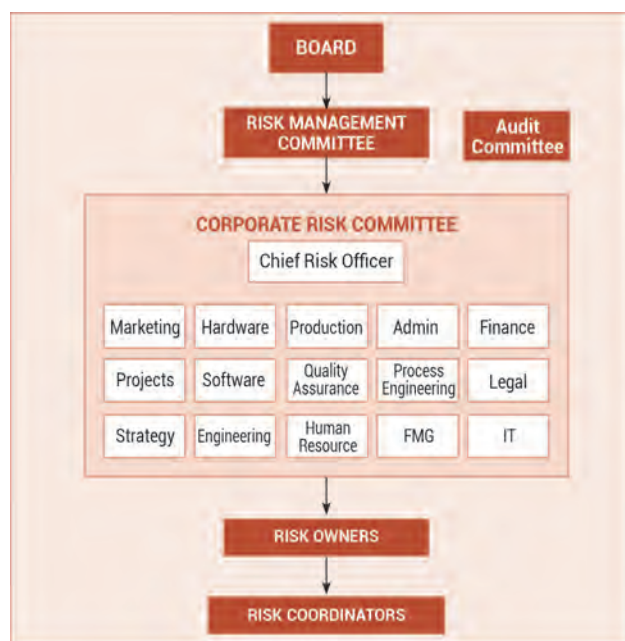 BOARD
RISK MANAGEMENT
COMMITTEE
Audit
Committee
CORPORATE RISK COMMITTEE
Chief Risk Officer
Marketing
Hardware
Production
Admin
Finance
Projects
Software
Quality
Assurance
Process
Engineering
Legal
Strategy
Engineering
Human
Resource
FMG
IT
RISK OWNERS
RISK COORDINATORS